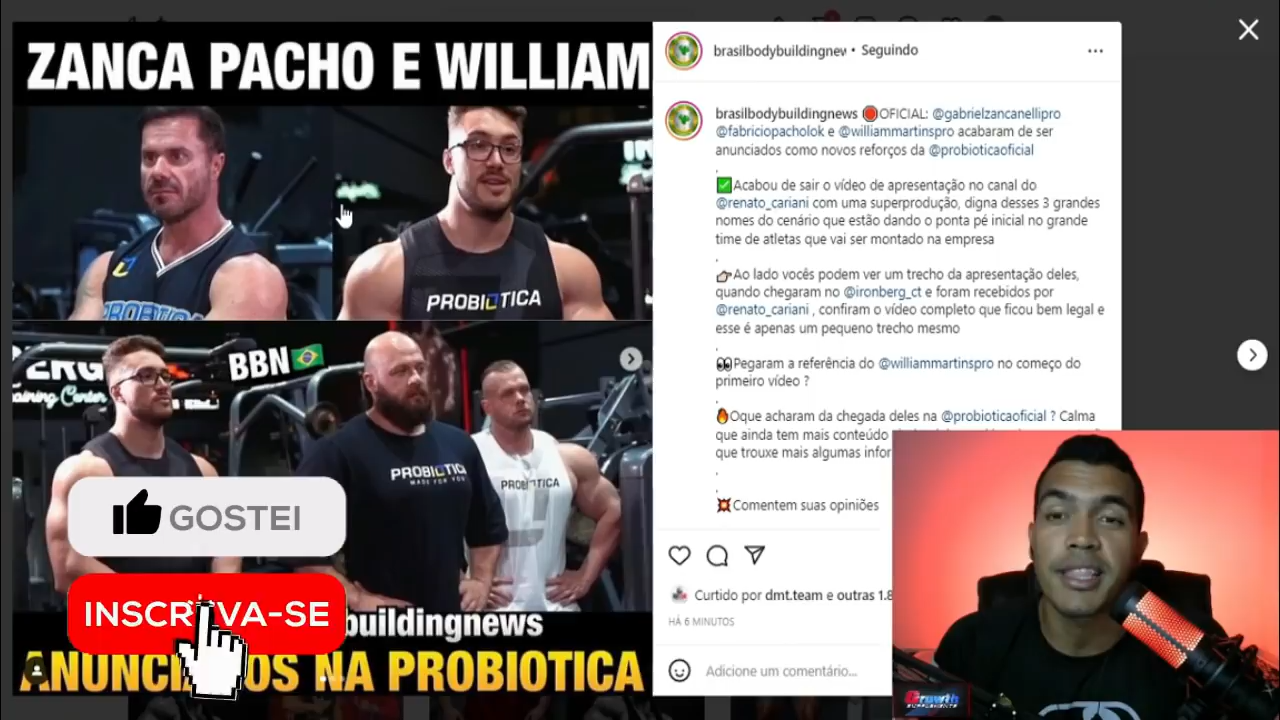 ZANCA PACHO E WILLIAM
PROBIOTICA
BBN
PROBIOTICA
MADE FOR YOU
PROBIOTICA
GOSTEI
INSCREVA-SE
buildingnews
NA PROBIOTICA
brasilbodybuildingnew • Seguindo
brasilbodybuildingnews 🔴OFICIAL: @gabrielzancanellipro
@fabriciopacholok e @williammartinspro acabaram de ser
anunciados como novos reforços da @probioticaoficial
.
✅Acabou de sair o vídeo de apresentação no canal do
@renato_cariani com uma superprodução, digna desses 3 grandes
nomes do cenário que estão dando o ponta pé inicial no grande
time de atletas que vai ser montado na empresa
.
👉Ao lado vocês podem ver um trecho da apresentação deles,
quando chegaram no @ironberg_ct e foram recebidos por
@renato_cariani , confiram o vídeo completo que ficou bem legal e
esse é apenas um pequeno trecho mesmo
.
👀Pegaram a referência do @williammartinspro no começo do
primeiro vídeo ?
.
🔥Oque acharam da chegada deles na @probioticaoficial ? Calma
que ainda tem mais conteúdo
que trouxe mais algumas infor
.
.
💥Comentem suas opiniões
Curtido por dmt.team e outras 1.8
HÁ 6 MINUTOS
Adicione um comentário...
Growth
SUPPLEMENTS